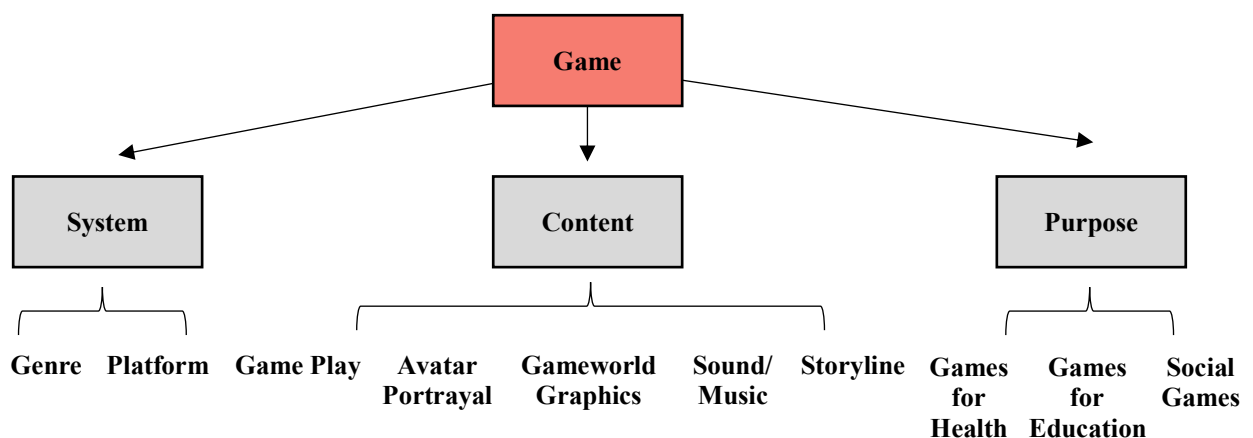 Game
System
Content
Purpose
Genre
Platform
Game Play
Avatar
Portrayal
Gameworld
Graphics
Sound/
Music
Storyline
Games
for
Health
Games
for
Education
Social
Games